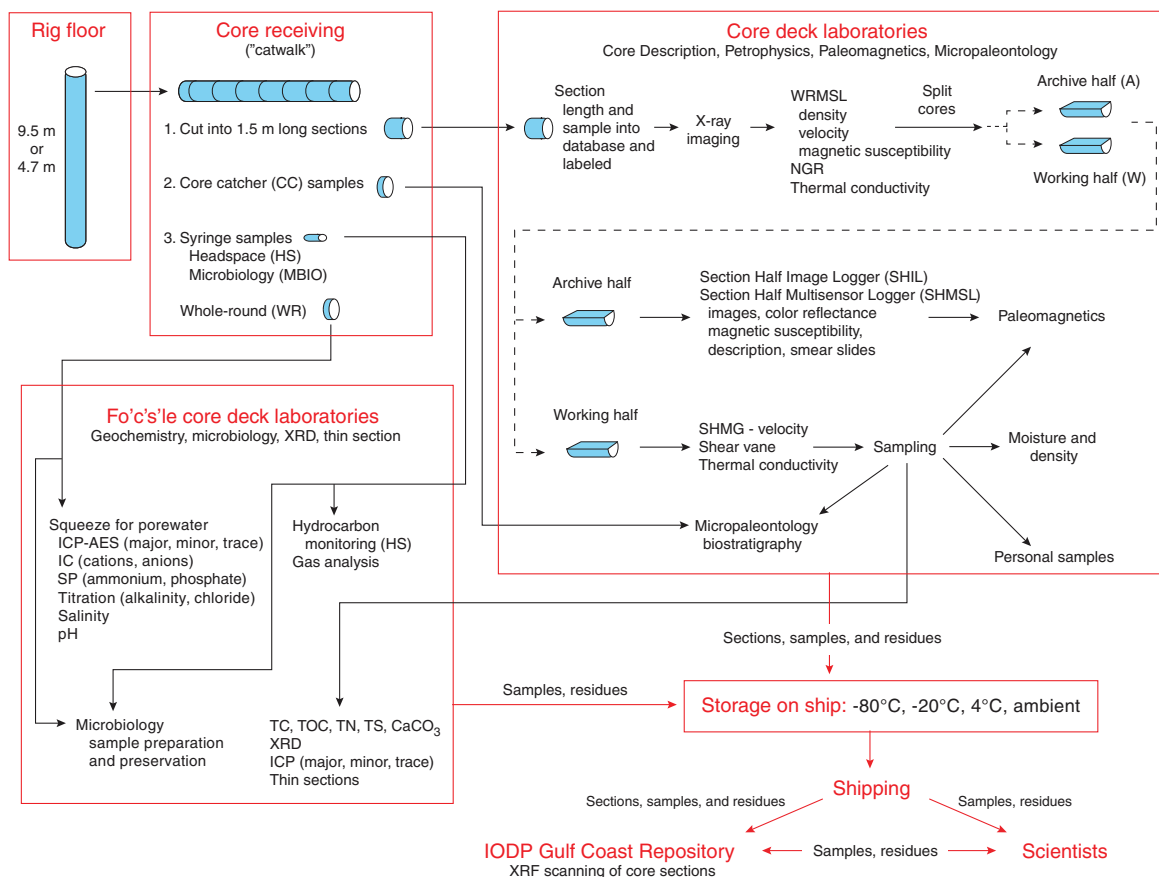 Rig floor
9.5 m
or
4.7 m
Core receiving
("catwalk")
1. Cut into 1.5 m long sections
2. Core catcher (CC) samples
3. Syringe samples
Headspace (HS)
Microbiology (MBIO)
Whole-round (WR)
Core deck laboratories
Core Description, Petrophysics, Paleomagnetics, Micropaleontology
Section
length and
sample into
database and
labeled
X-ray
imaging
WRMSL
density
velocity
magnetic susceptibility
NGR
Thermal conductivity
Split
cores
Archive half (A)
Working half (W)
Archive half
Section Half Image Logger (SHIL)
Section Half Multisensor Logger (SHMSL)
images, color reflectance
magnetic susceptibility,
description, smear slides
Paleomagnetics
Working half
SHMG - velocity
Shear vane
Thermal conductivity
Sampling
Moisture and
density
Micropaleontology
biostratigraphy
Personal samples
Fo'c's'le core deck laboratories
Geochemistry, microbiology, XRD, thin section
Squeeze for porewater
ICP-AES (major, minor, trace)
IC (cations, anions)
SP (ammonium, phosphate)
Titration (alkalinity, chloride)
Salinity
pH
Hydrocarbon
monitoring (HS)
Gas analysis
Microbiology
sample preparation
and preservation
TC, TOC, TN, TS, CaCO3
XRD
ICP (major, minor, trace)
Thin sections
Sections, samples, and residues
Samples, residues
Storage on ship: -80°C, -20°C, 4°C, ambient
Shipping
Sections, samples, and residues
Samples, residues
IODP Gulf Coast Repository
XRF scanning of core sections
Samples, residues
Scientists